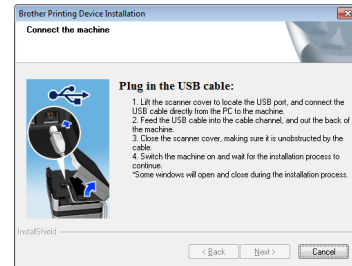 Brother Printing Device Installation
Connect the machine
Plug in the USB cable:
1. Lift the scanner cover to locate the USB port, and connect the
USB cable directly from the PC to the machine.
2. Feed the USB cable into the cable channel, and out the back of
the machine.
3. Close the scanner cover, making sure it is unobstructed by the
cable.
4. Switch the machine on and wait for the installation process to
continue.
*Some windows will open and close during the installation process.
InstallShield
< Back
Next >
Cancel